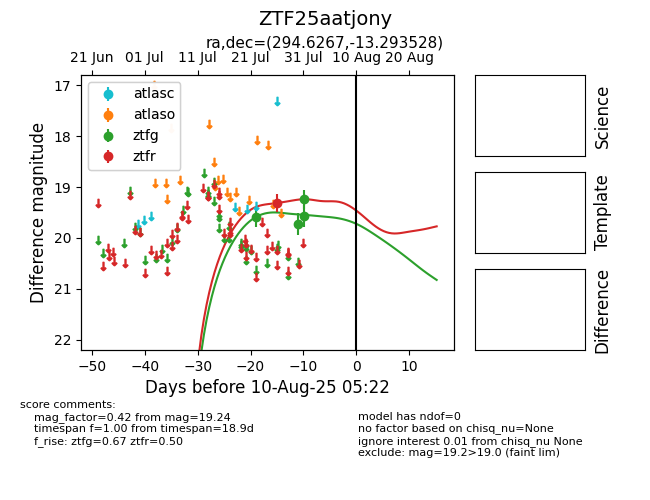 ZTF25aatjony
ra,dec=(294.6267,-13.293528)
21 Jun 01 Jul 11 Jul 21 Jul 31 Jul 10 Aug 20 Aug
17
18
19
20
21
22
Difference magnitude
atlasc
atlaso
ztfg
ztfr
−50 −40 −30 −20 −10 0 10
Days before 10-Aug-25 05:22
Science
Template
Difference
score comments:
mag_factor=0.42 from mag=19.24
timespan f=1.00 from timespan=18.9d
f_rise: ztfg=0.67 ztfr=0.50
model has ndof=0
no factor based on chisq_nu=None
ignore interest 0.01 from chisq_nu None
exclude: mag=19.2>19.0 (faint lim)